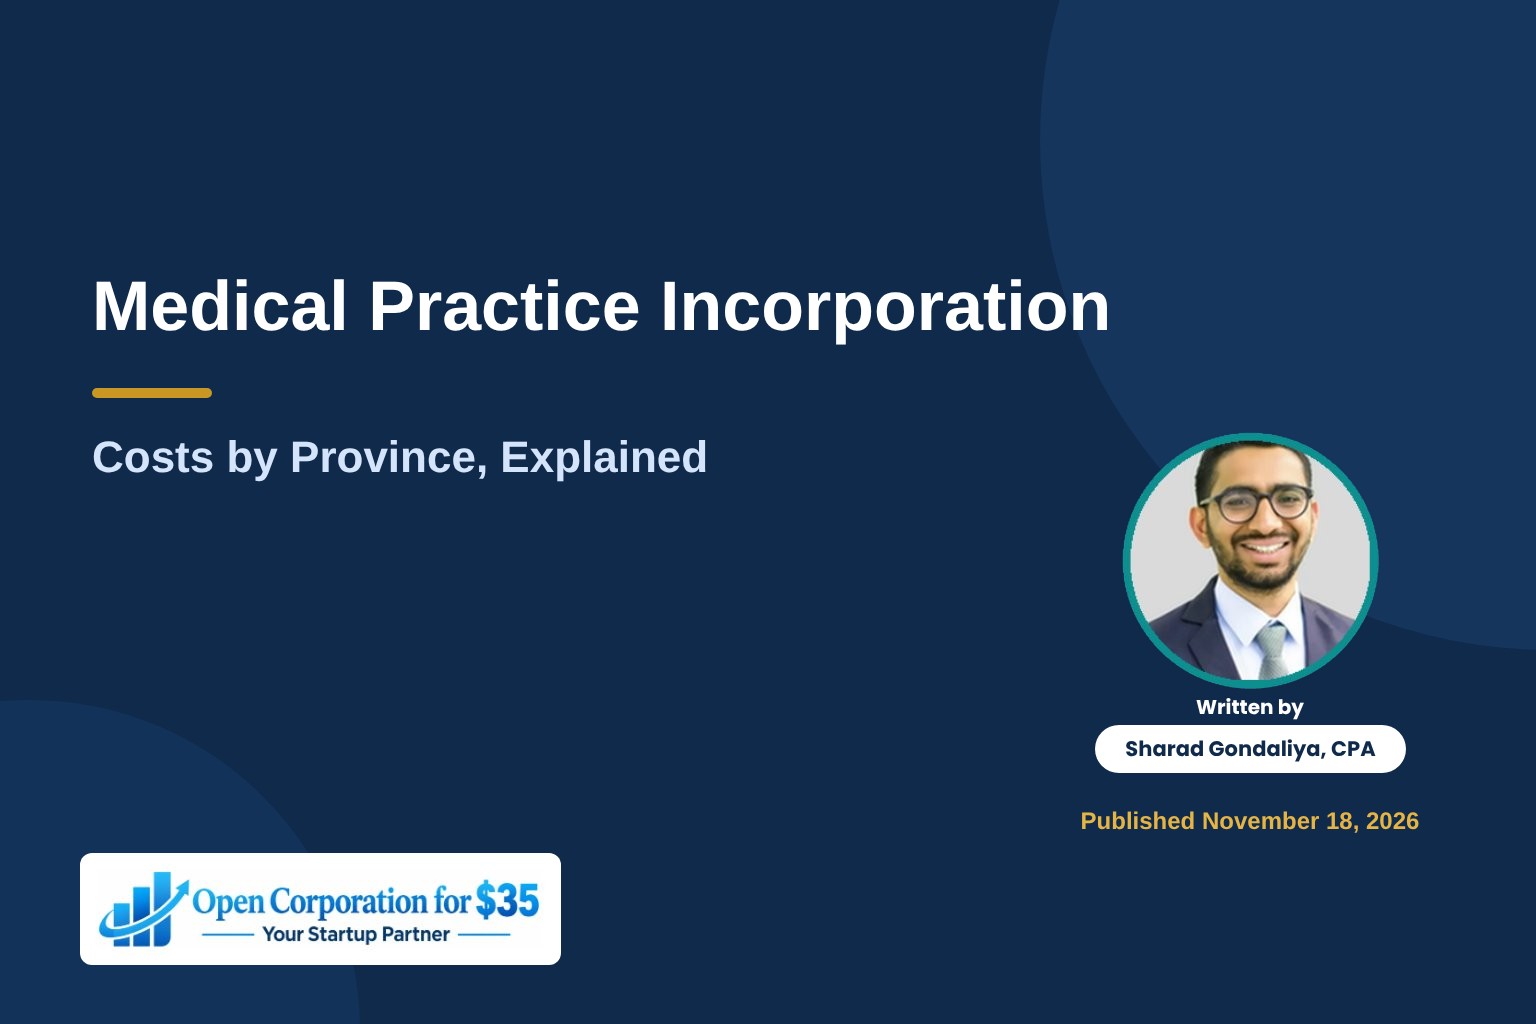 Medical Practice Incorporation
Costs by Province, Explained
Written by
Sharad Gondaliya, CPA
Published November 18, 2026
Open Corporation for $35
Your Startup Partner